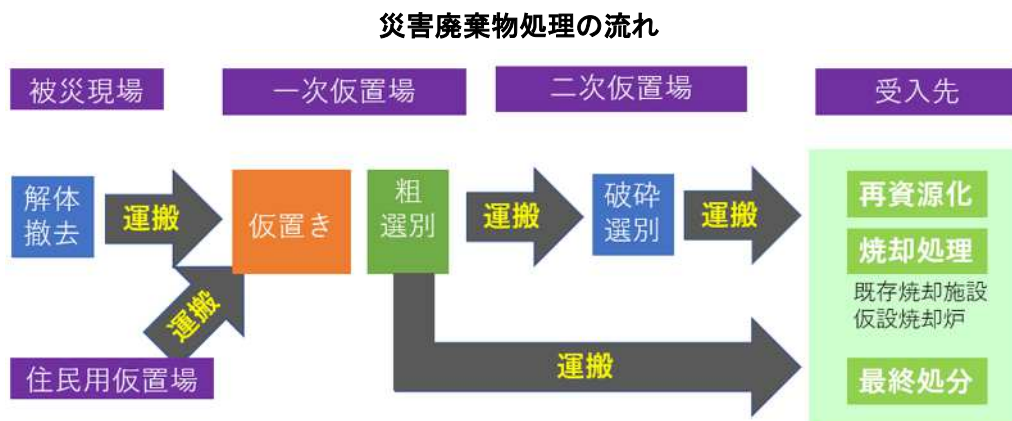 災害廃棄物処理の流れ
被災現場
一次仮置場
二次仮置場
受入先
解体
撤去
運搬
仮置き
粗
選別
運搬
破砕
選別
運搬
再資源化
焼却処理
既存焼却施設
仮設焼却炉
運搬
住民用仮置場
運搬
最終処分